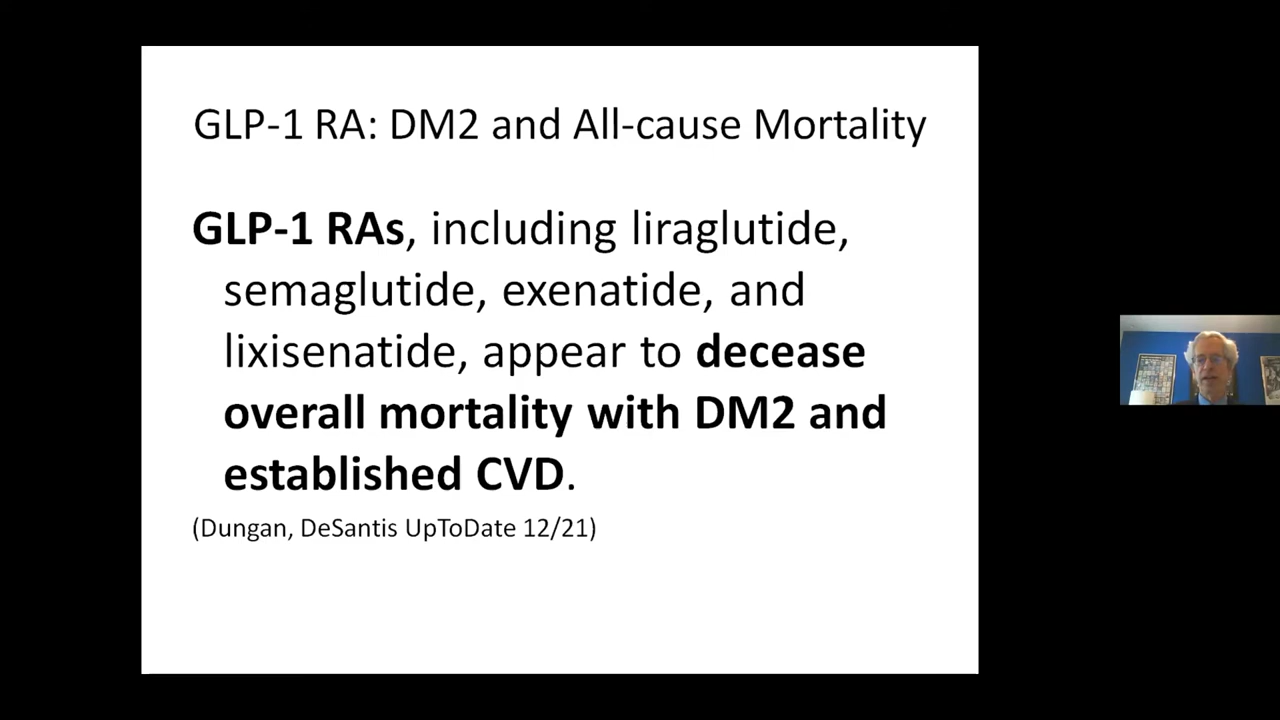 GLP-1 RA: DM2 and All-cause Mortality
GLP-1 RAs, including liraglutide,
semaglutide, exenatide, and
lixisenatide, appear to decease
overall mortality with DM2 and
established CVD.
(Dungan, DeSantis UpToDate 12/21)